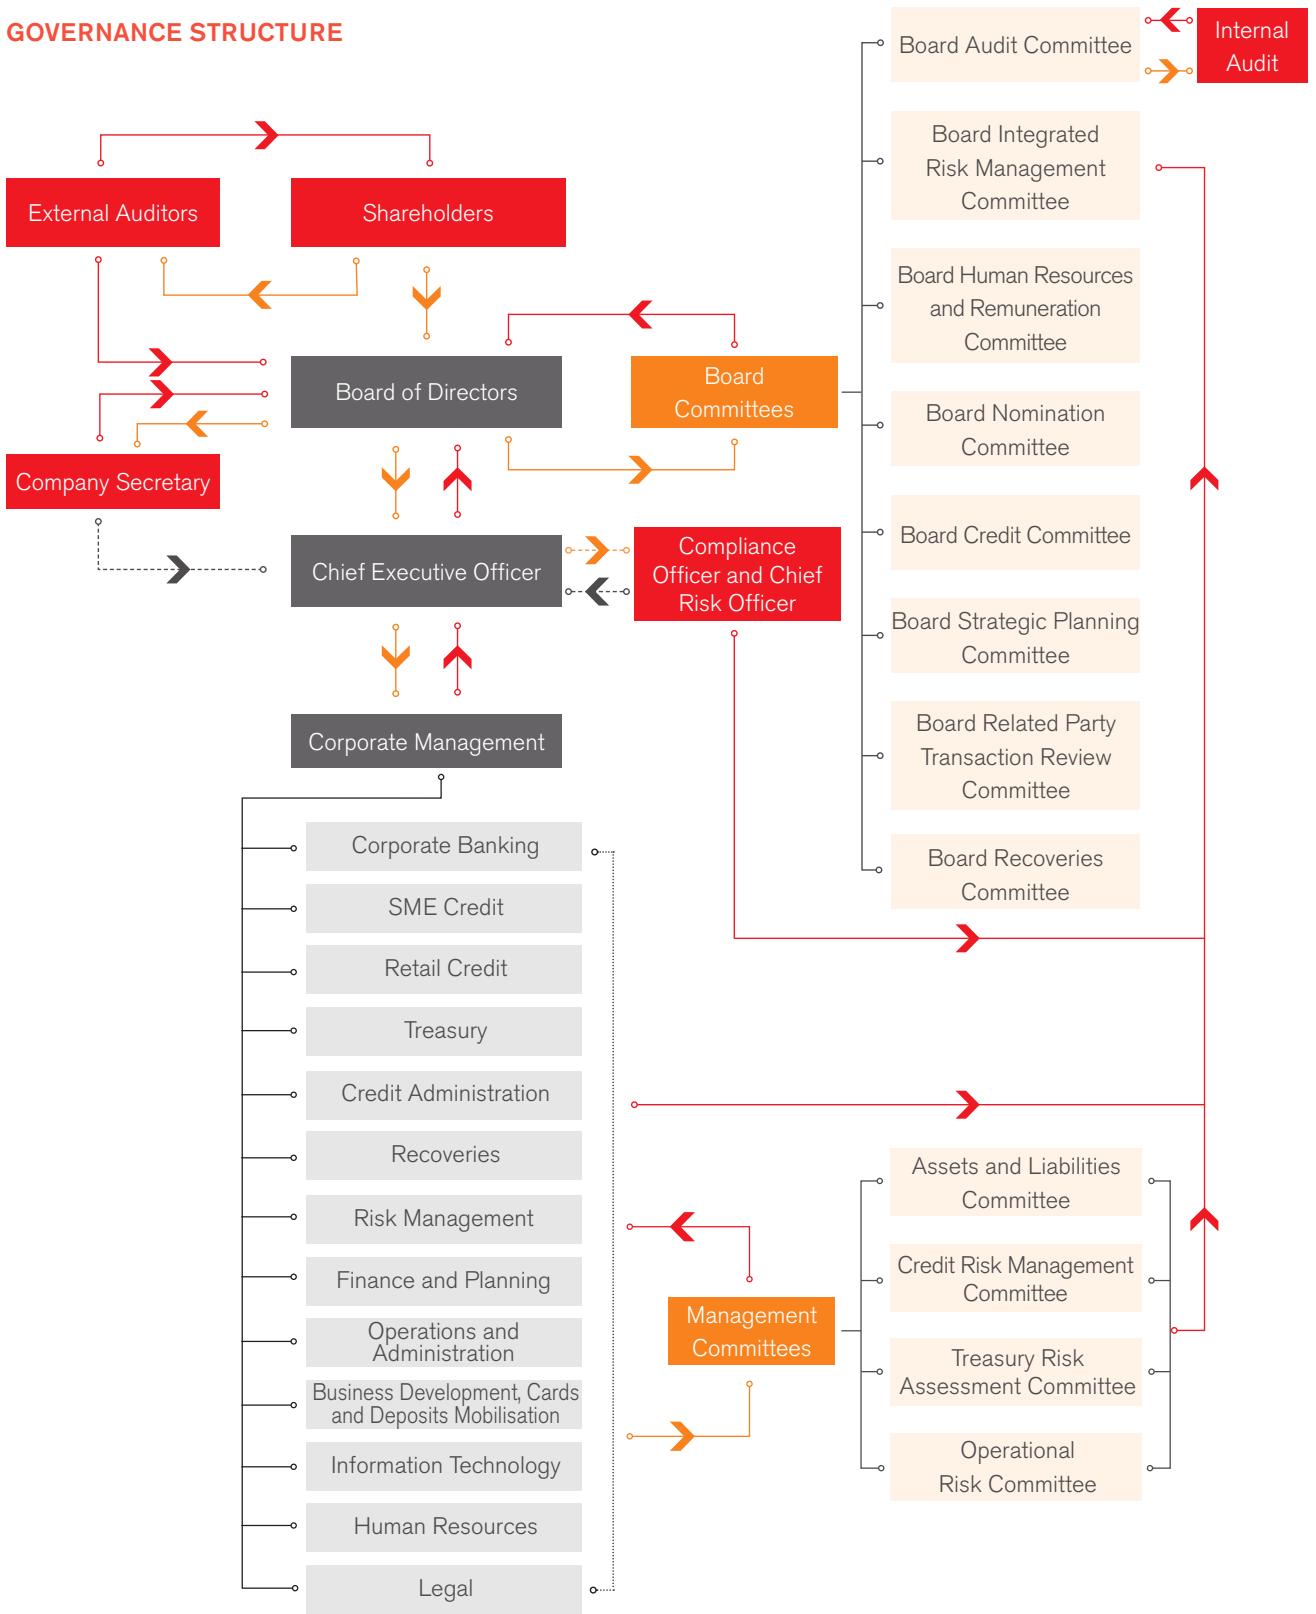 GOVERNANCE STRUCTURE
External Auditors
Shareholders
Board of Directors
Board
Committees
Company Secretary
Chief Executive Officer
Compliance
Officer and Chief
Risk Officer
Corporate Management
Corporate Banking
SME Credit
Retail Credit
Treasury
Credit Administration
Recoveries
Risk Management
Finance and Planning
Operations and
Administration
Business Development, Cards
and Deposits Mobilisation
Information Technology
Human Resources
Legal
Board Audit Committee
Internal
Audit
Board Integrated
Risk Management
Committee
Board Human Resources
and Remuneration
Committee
Board Nomination
Committee
Board Credit Committee
Board Strategic Planning
Committee
Board Related Party
Transaction Review
Committee
Board Recoveries
Committee
Management
Committees
Assets and Liabilities
Committee
Credit Risk Management
Committee
Treasury Risk
Assessment Committee
Operational
Risk Committee